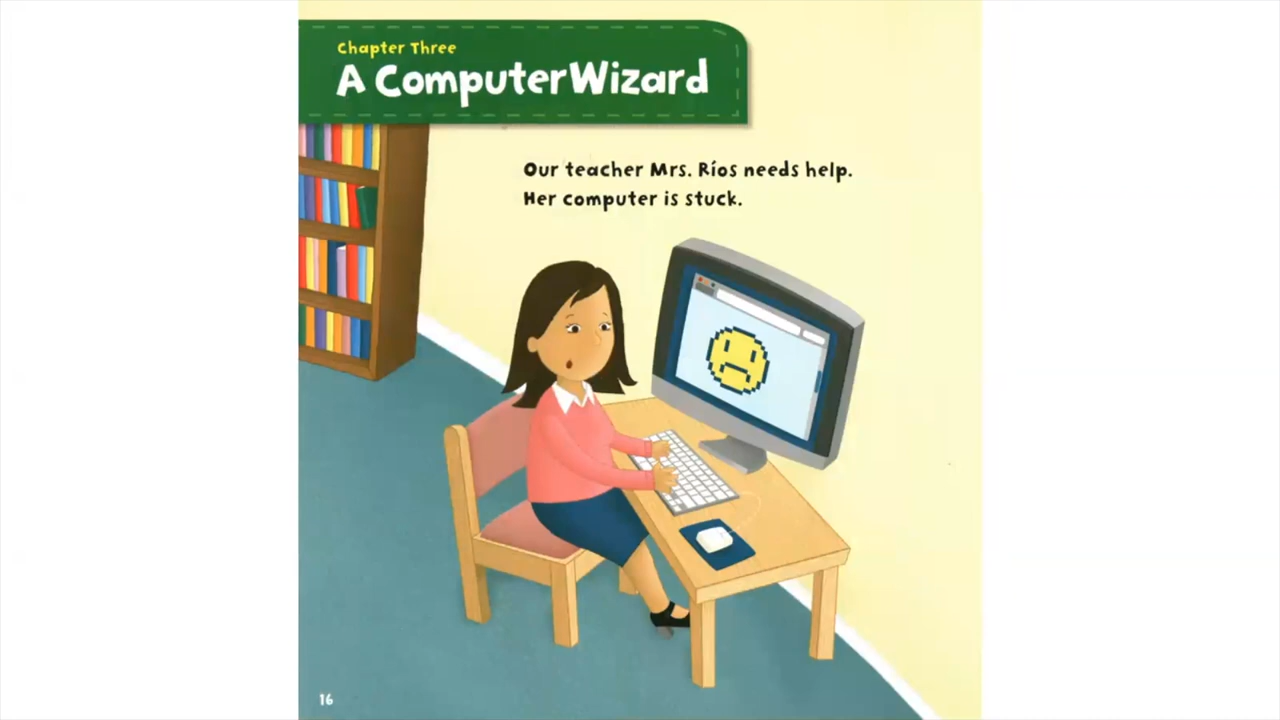 Chapter Three
A Computer Wizard
Our teacher Mrs. Ríos needs help.
Her computer is stuck.
16